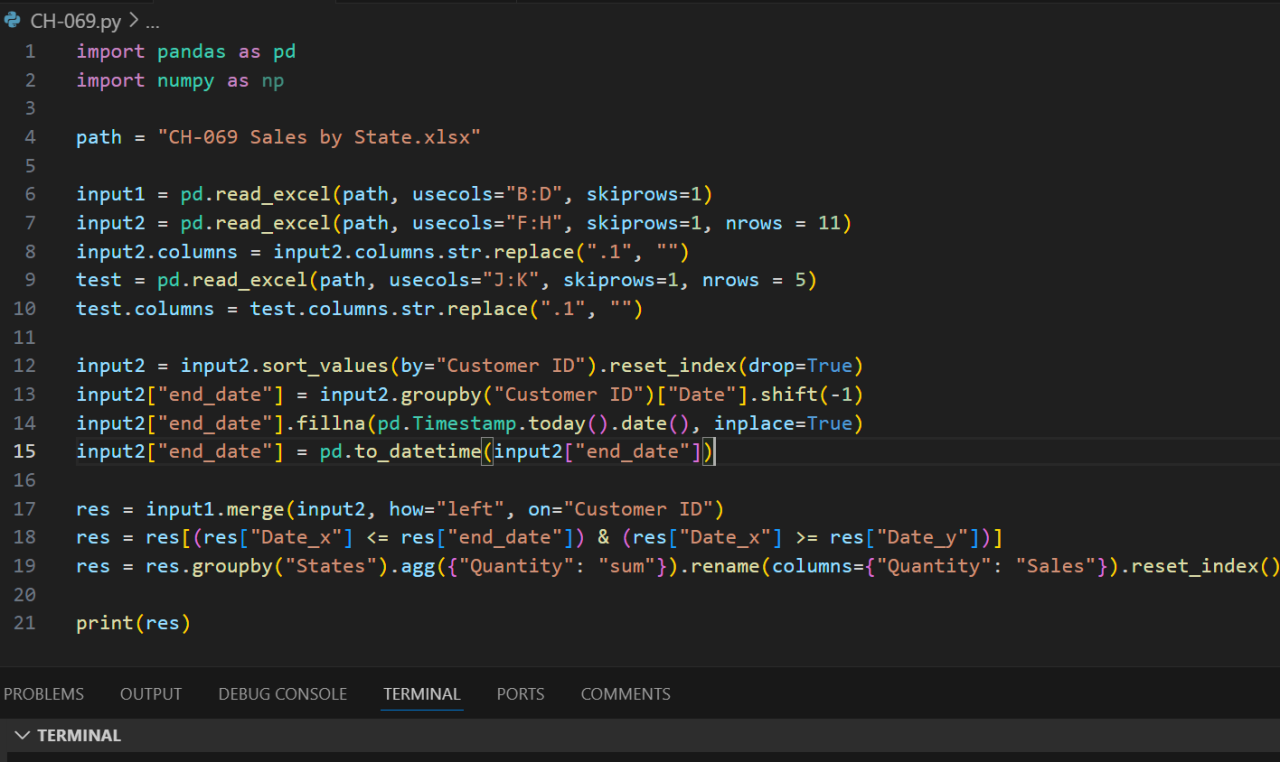 CH-069.py > ...
1 import pandas as pd
2 import numpy as np
3
4 path = "CH-069 Sales by State.xlsx"
5
6 input1 = pd.read_excel(path, usecols="B:D", skiprows=1)
7 input2 = pd.read_excel(path, usecols="F:H", skiprows=1, nrows = 11)
8 input2.columns = input2.columns.str.replace(".1", "")
9 test = pd.read_excel(path, usecols="J:K", skiprows=1, nrows = 5)
10 test.columns = test.columns.str.replace(".1", "")
11
12 input2 = input2.sort_values(by="Customer ID").reset_index(drop=True)
13 input2["end_date"] = input2.groupby("Customer ID")["Date"].shift(-1)
14 input2["end_date"].fillna(pd.Timestamp.today().date(), inplace=True)
15 input2["end_date"] = pd.to_datetime(input2["end_date"])
16
17 res = input1.merge(input2, how="left", on="Customer ID")
18 res = res[(res["Date_x"] <= res["end_date"]) & (res["Date_x"] >= res["Date_y"])]
19 res = res.groupby("States").agg({"Quantity": "sum"}).rename(columns={"Quantity": "Sales"}).reset_index()
20
21 print(res)
PROBLEMS OUTPUT DEBUG CONSOLE TERMINAL PORTS COMMENTS
TERMINAL